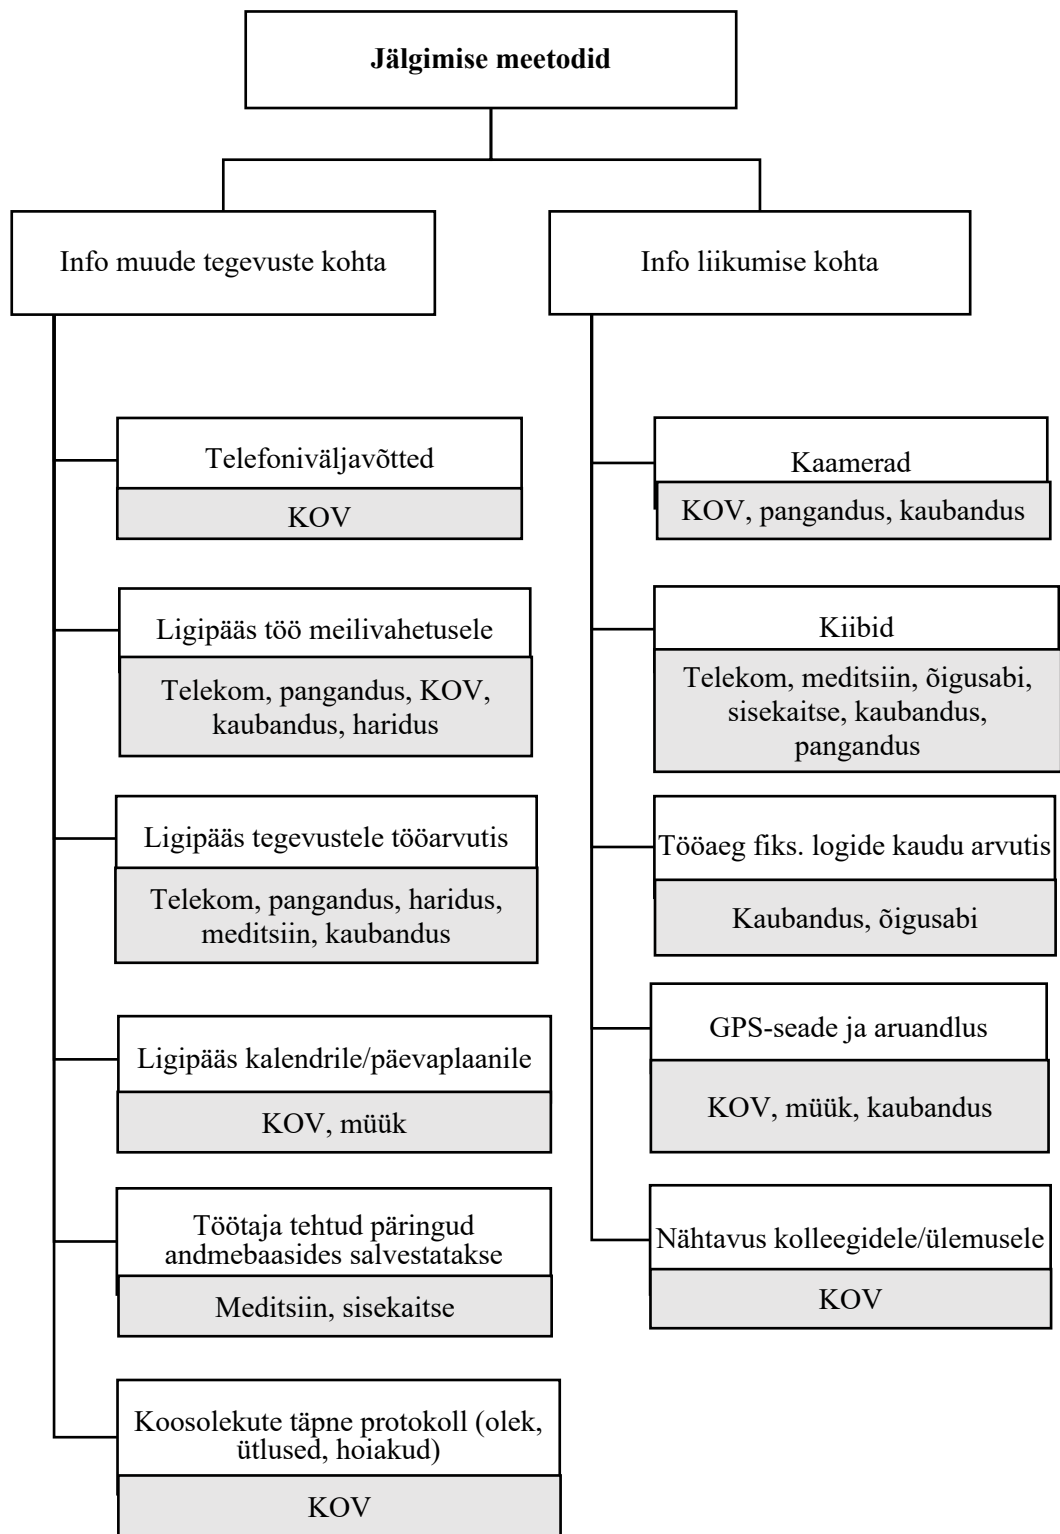 Jälgimise meetodid
Info muude tegevuste kohta
Telefoniväljavõtted
KOV
Ligipääs töö meilivahetusele
Telekom, pangandus, KOV,
kaubandus, haridus
Ligipääs tegevustele tööarvutis
Telekom, pangandus, haridus,
meditsiin, kaubandus
Ligipääs kalendrile/päevaplaanile
KOV, müük
Töötaja tehtud päringud
andmebaasides salvestatakse
Meditsiin, sisekaitse
Koosolekute täpne protokoll (olek,
ütlused, hoiakud)
KOV
Info liikumise kohta
Kaamerad
KOV, pangandus, kaubandus
Kiibid
Telekom, meditsiin, õigusabi,
sisekaitse, kaubandus,
pangandus
Tööaeg fiks. logide kaudu arvutis
Kaubandus, õigusabi
GPS-seade ja aruandlus
KOV, müük, kaubandus
Nähtavus kolleegidele/ülemusele
KOV